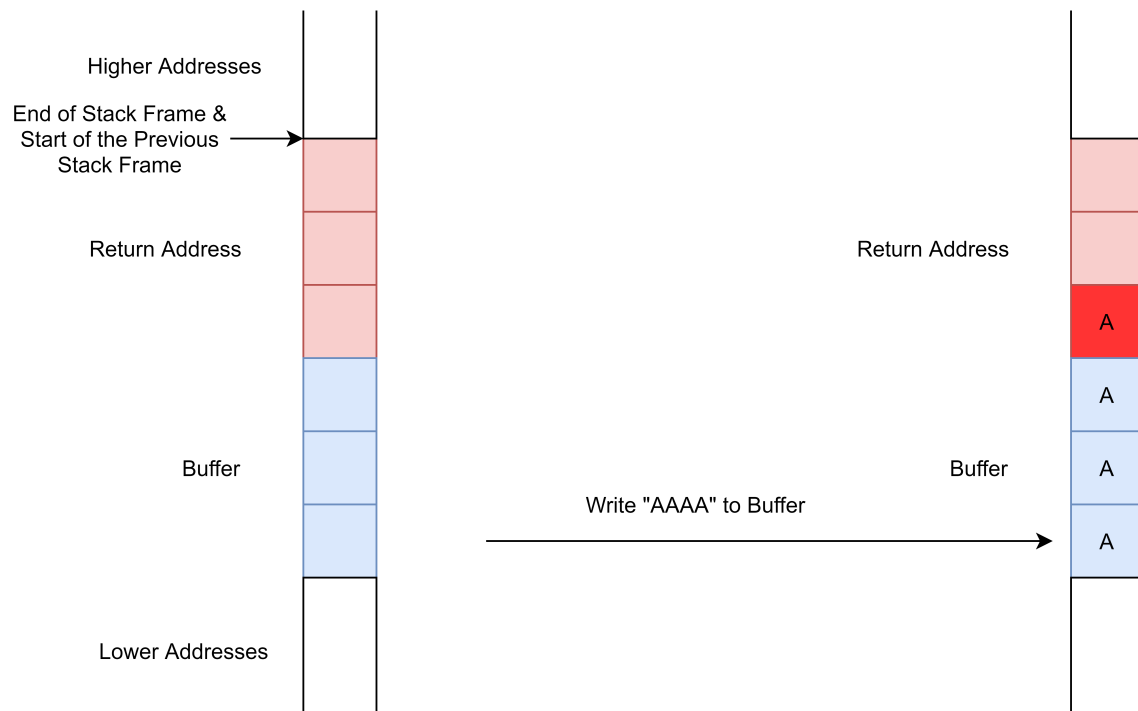 Higher Addresses
End of Stack Frame &
Start of the Previous
Stack Frame
Return Address
Return Address
A
A
Buffer
Buffer
A
Write "AAAA" to Buffer
A
Lower Addresses